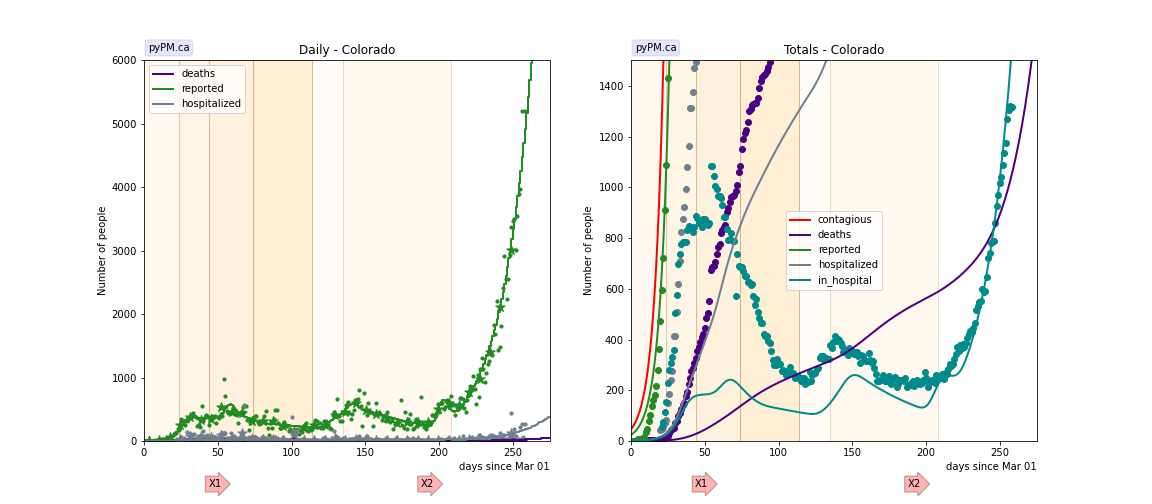 pyPM.ca
Daily - Colorado
6000
5000
4000
3000
2000
1000
0
Number of people
deaths
reported
hospitalized
0
50
100
150
200
250
days since Mar 01
X1
X2
pyPM.ca
Totals - Colorado
1400
1200
1000
800
600
400
200
0
Number of people
contagious
deaths
reported
hospitalized
in_hospital
0
50
100
150
200
250
days since Mar 01
X1
X2